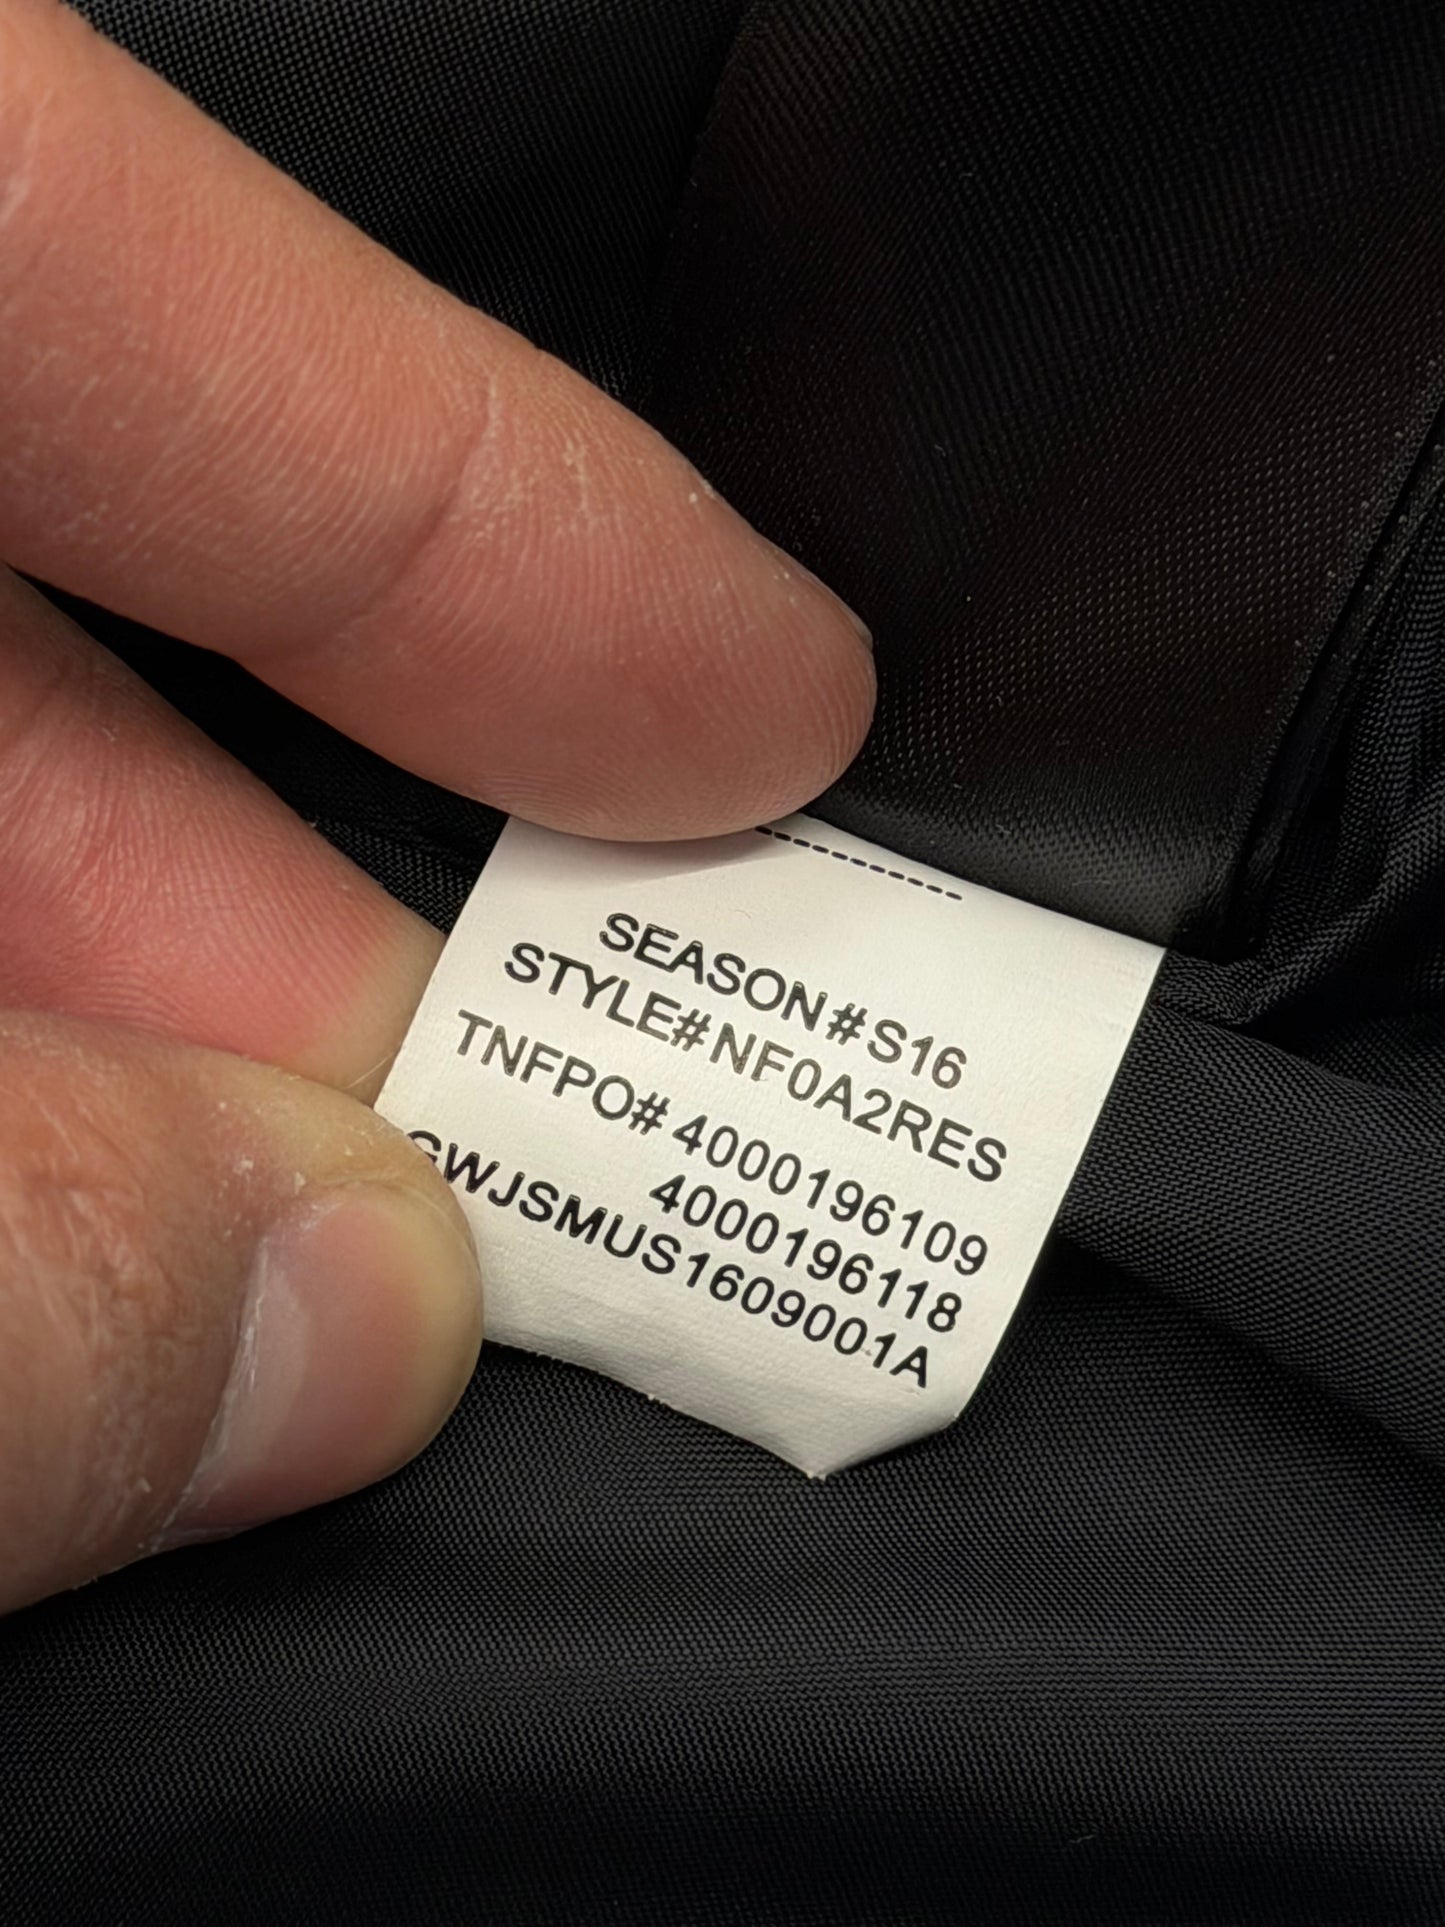 SEASON#S16
STYLE#NF0A2RES
TNFPO#4000196109
4000196118
GWJSMUS1609001A